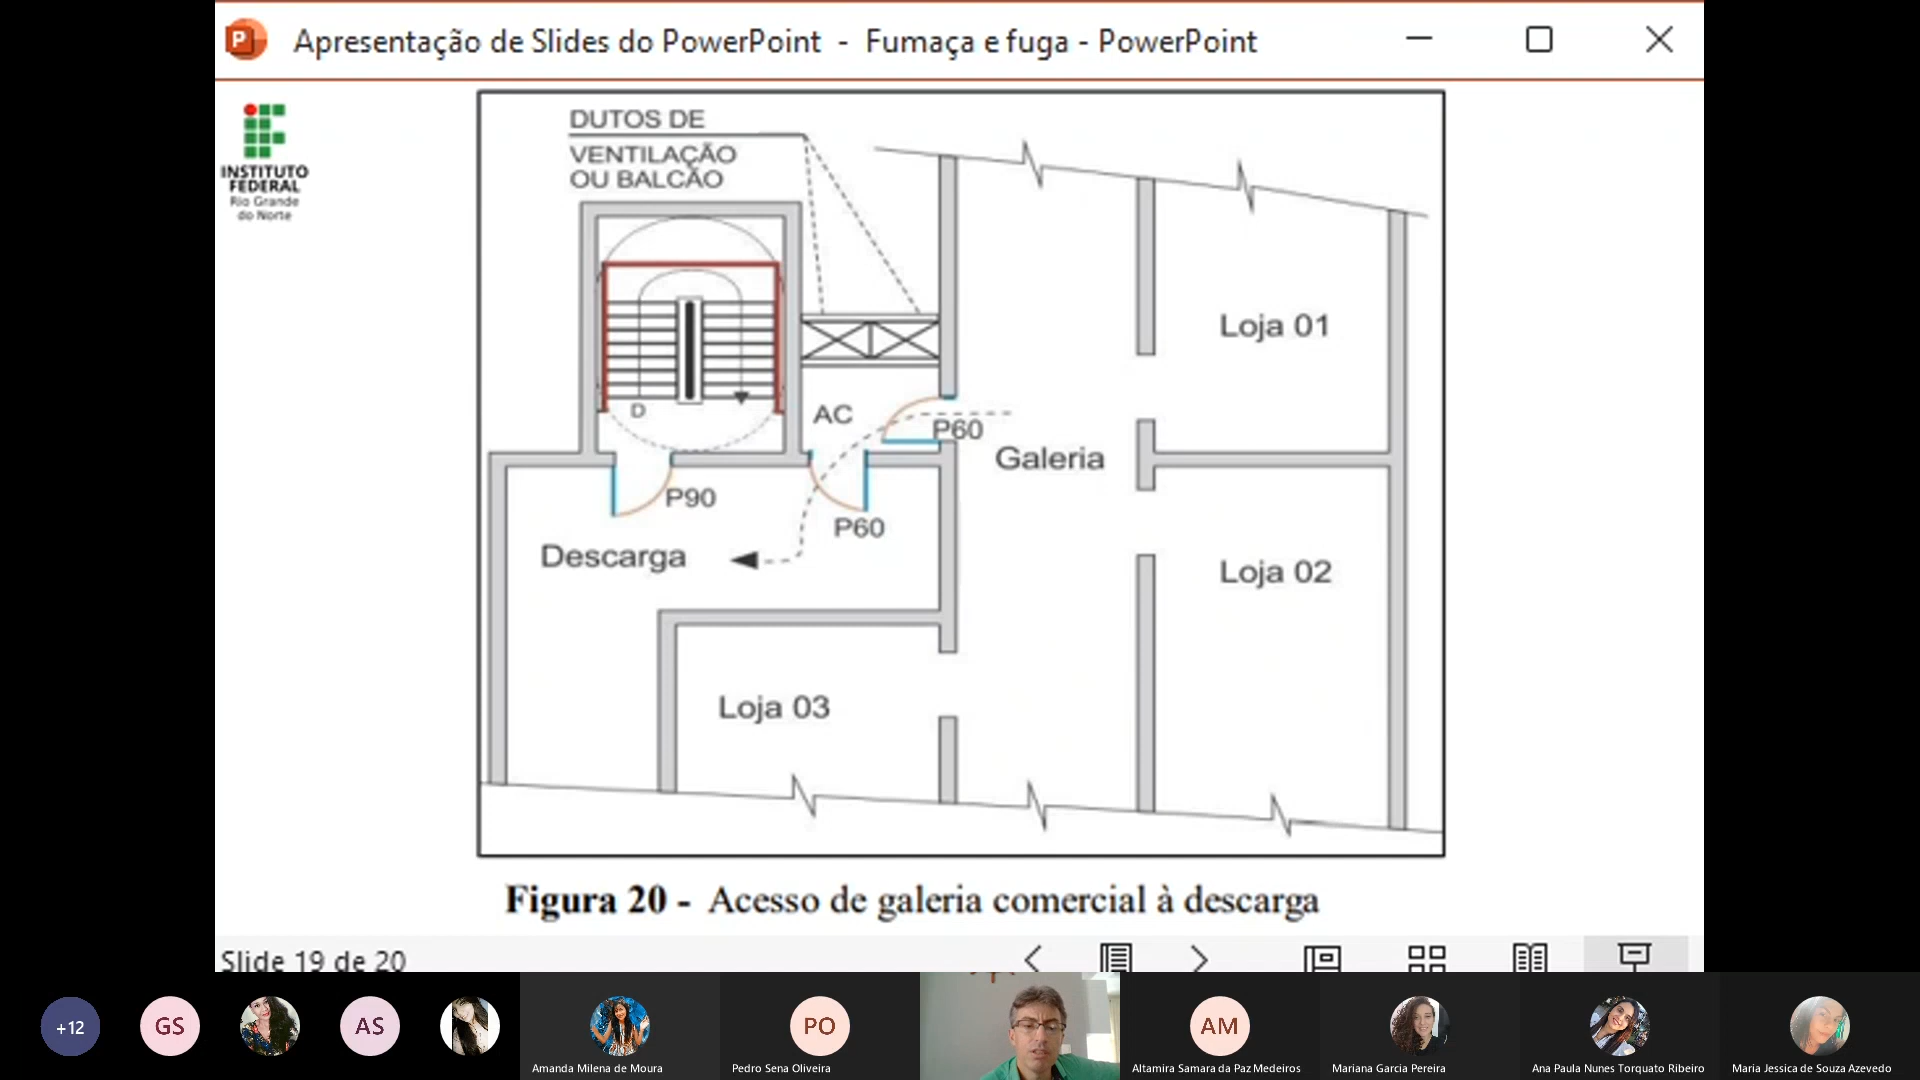 Apresentação de Slides do PowerPoint - Fumaça e fuga - PowerPoint
INSTITUTO
FEDERAL
Rio Grande
do Norte
DUTOS DE
VENTILAÇÃO
OU BALCÃO
Loja 01
D
AC
P60
Galeria
P90
P60
Descarga
Loja 02
Loja 03
Figura 20 - Acesso de galeria comercial à descarga
Slide 19 de 20
+12
GS
AS
PO
AM
Amanda Milena de Moura
Pedro Sena Oliveira
Altamira Samara da Paz Medeiros
Mariana Garcia Pereira
Ana Paula Nunes Torquato Ribeiro
Maria Jessica de Souza Azevedo